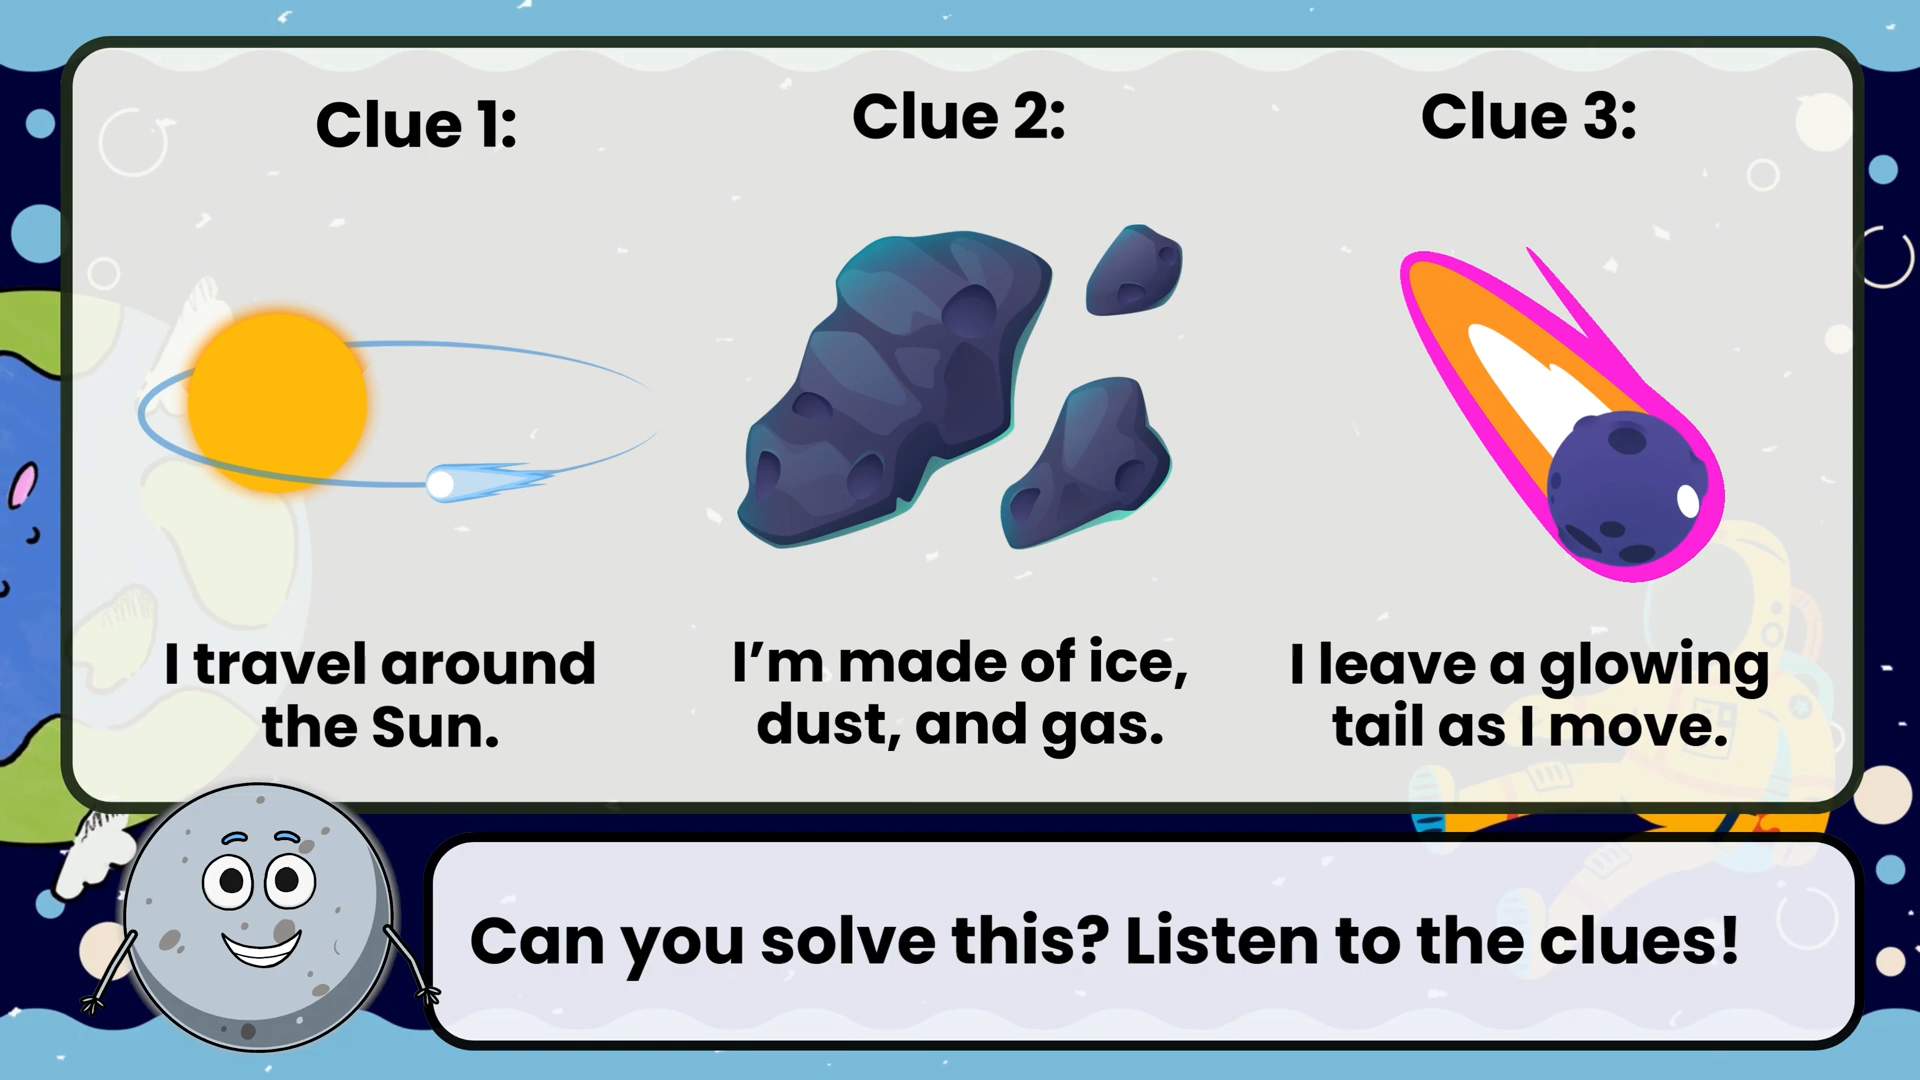 Clue 1:
I travel around
the Sun.
Clue 2:
I’m made of ice,
dust, and gas.
Clue 3:
I leave a glowing
tail as I move.
Can you solve this? Listen to the clues!